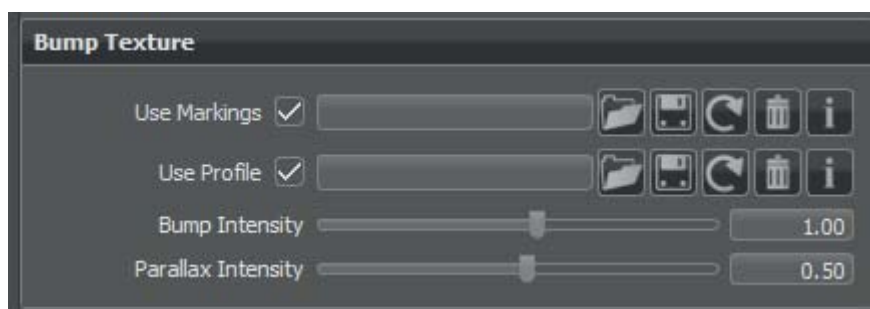 Bump Texture
Use Markings
Use Profile
Bump Intensity 1.00
Parallax Intensity 0.50